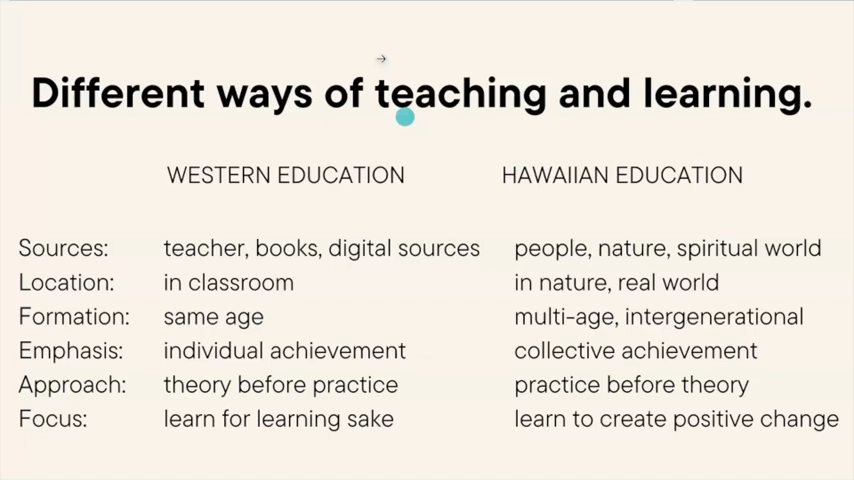 Different ways of teaching and learning.
WESTERN EDUCATION HAWAIIAN EDUCATION
Sources: teacher, books, digital sources people, nature, spiritual world
Location: in classroom in nature, real world
Formation: same age multi-age, intergenerational
Emphasis: individual achievement collective achievement
Approach: theory before practice practice before theory
Focus: learn for learning sake learn to create positive change